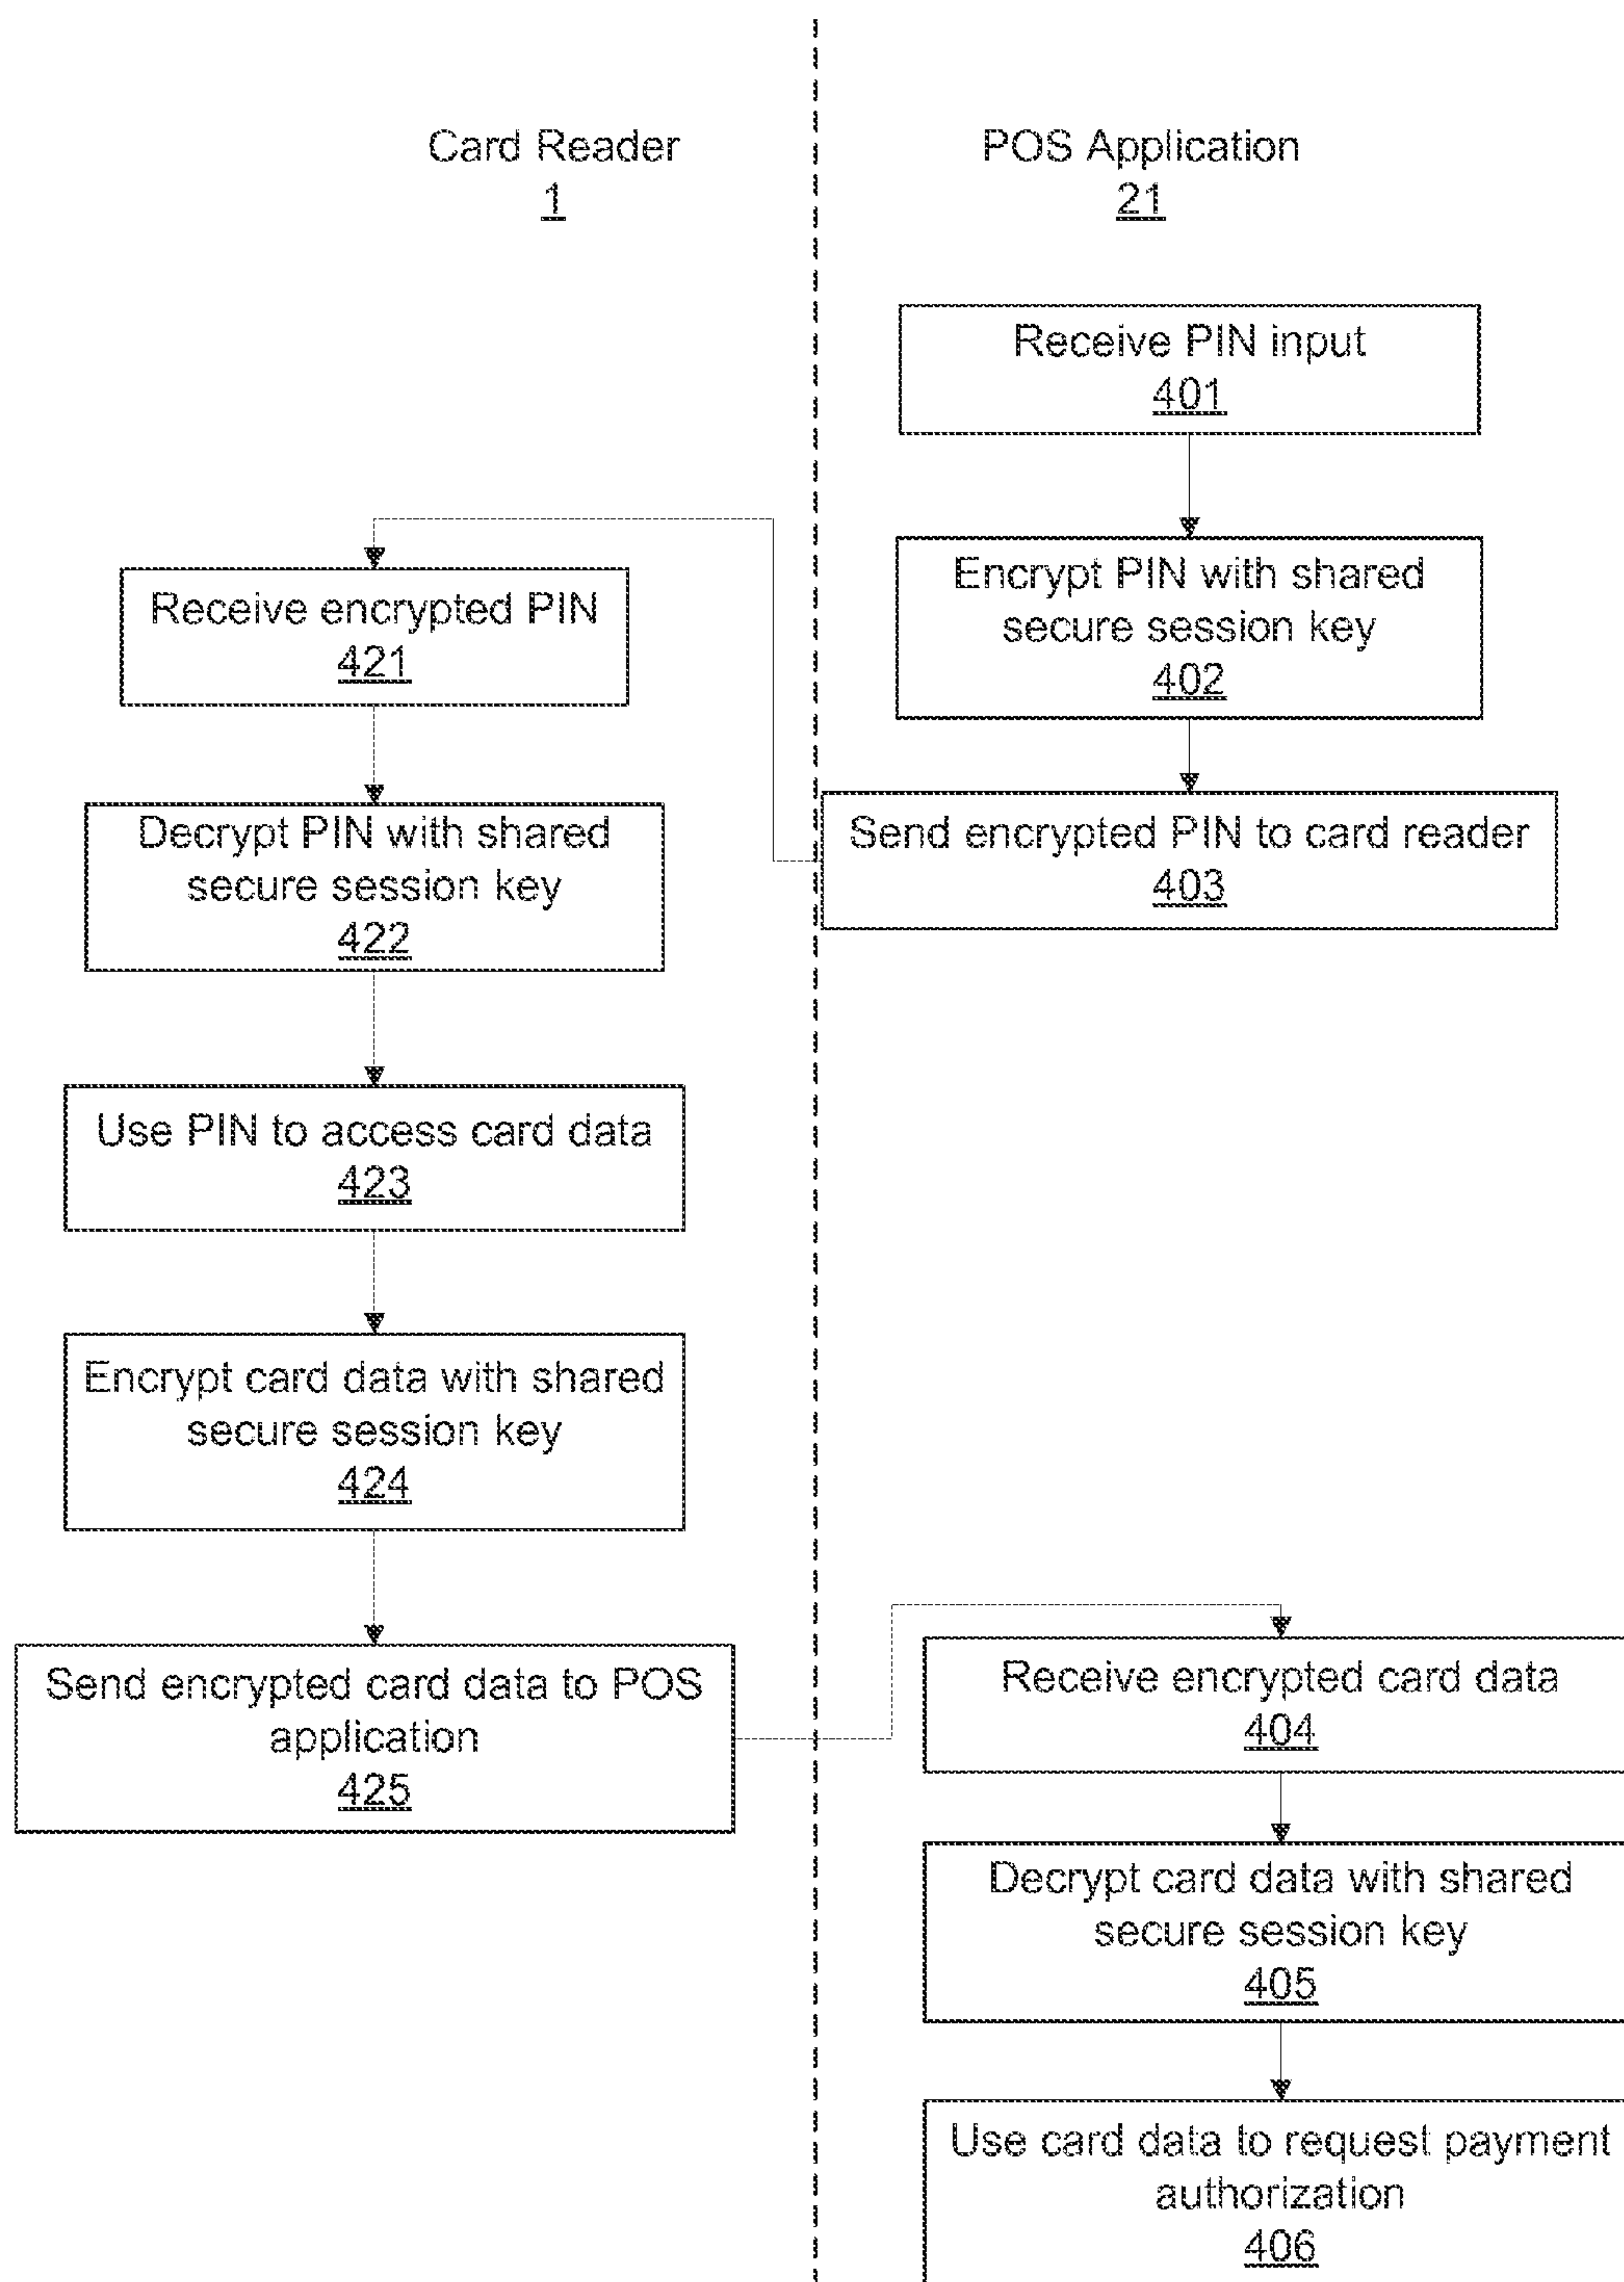 Card Reader
1
POS Application
21
Receive PIN input
401
Encrypt PIN with shared
secure session key
402
Send encrypted PIN to card reader
403
Receive encrypted PIN
421
Decrypt PIN with shared
secure session key
422
Use PIN to access card data
423
Encrypt card data with shared
secure session key
424
Send encrypted card data to POS
application
425
Receive encrypted card data
404
Decrypt card data with shared
secure session key
405
Use card data to request payment
authorization
406